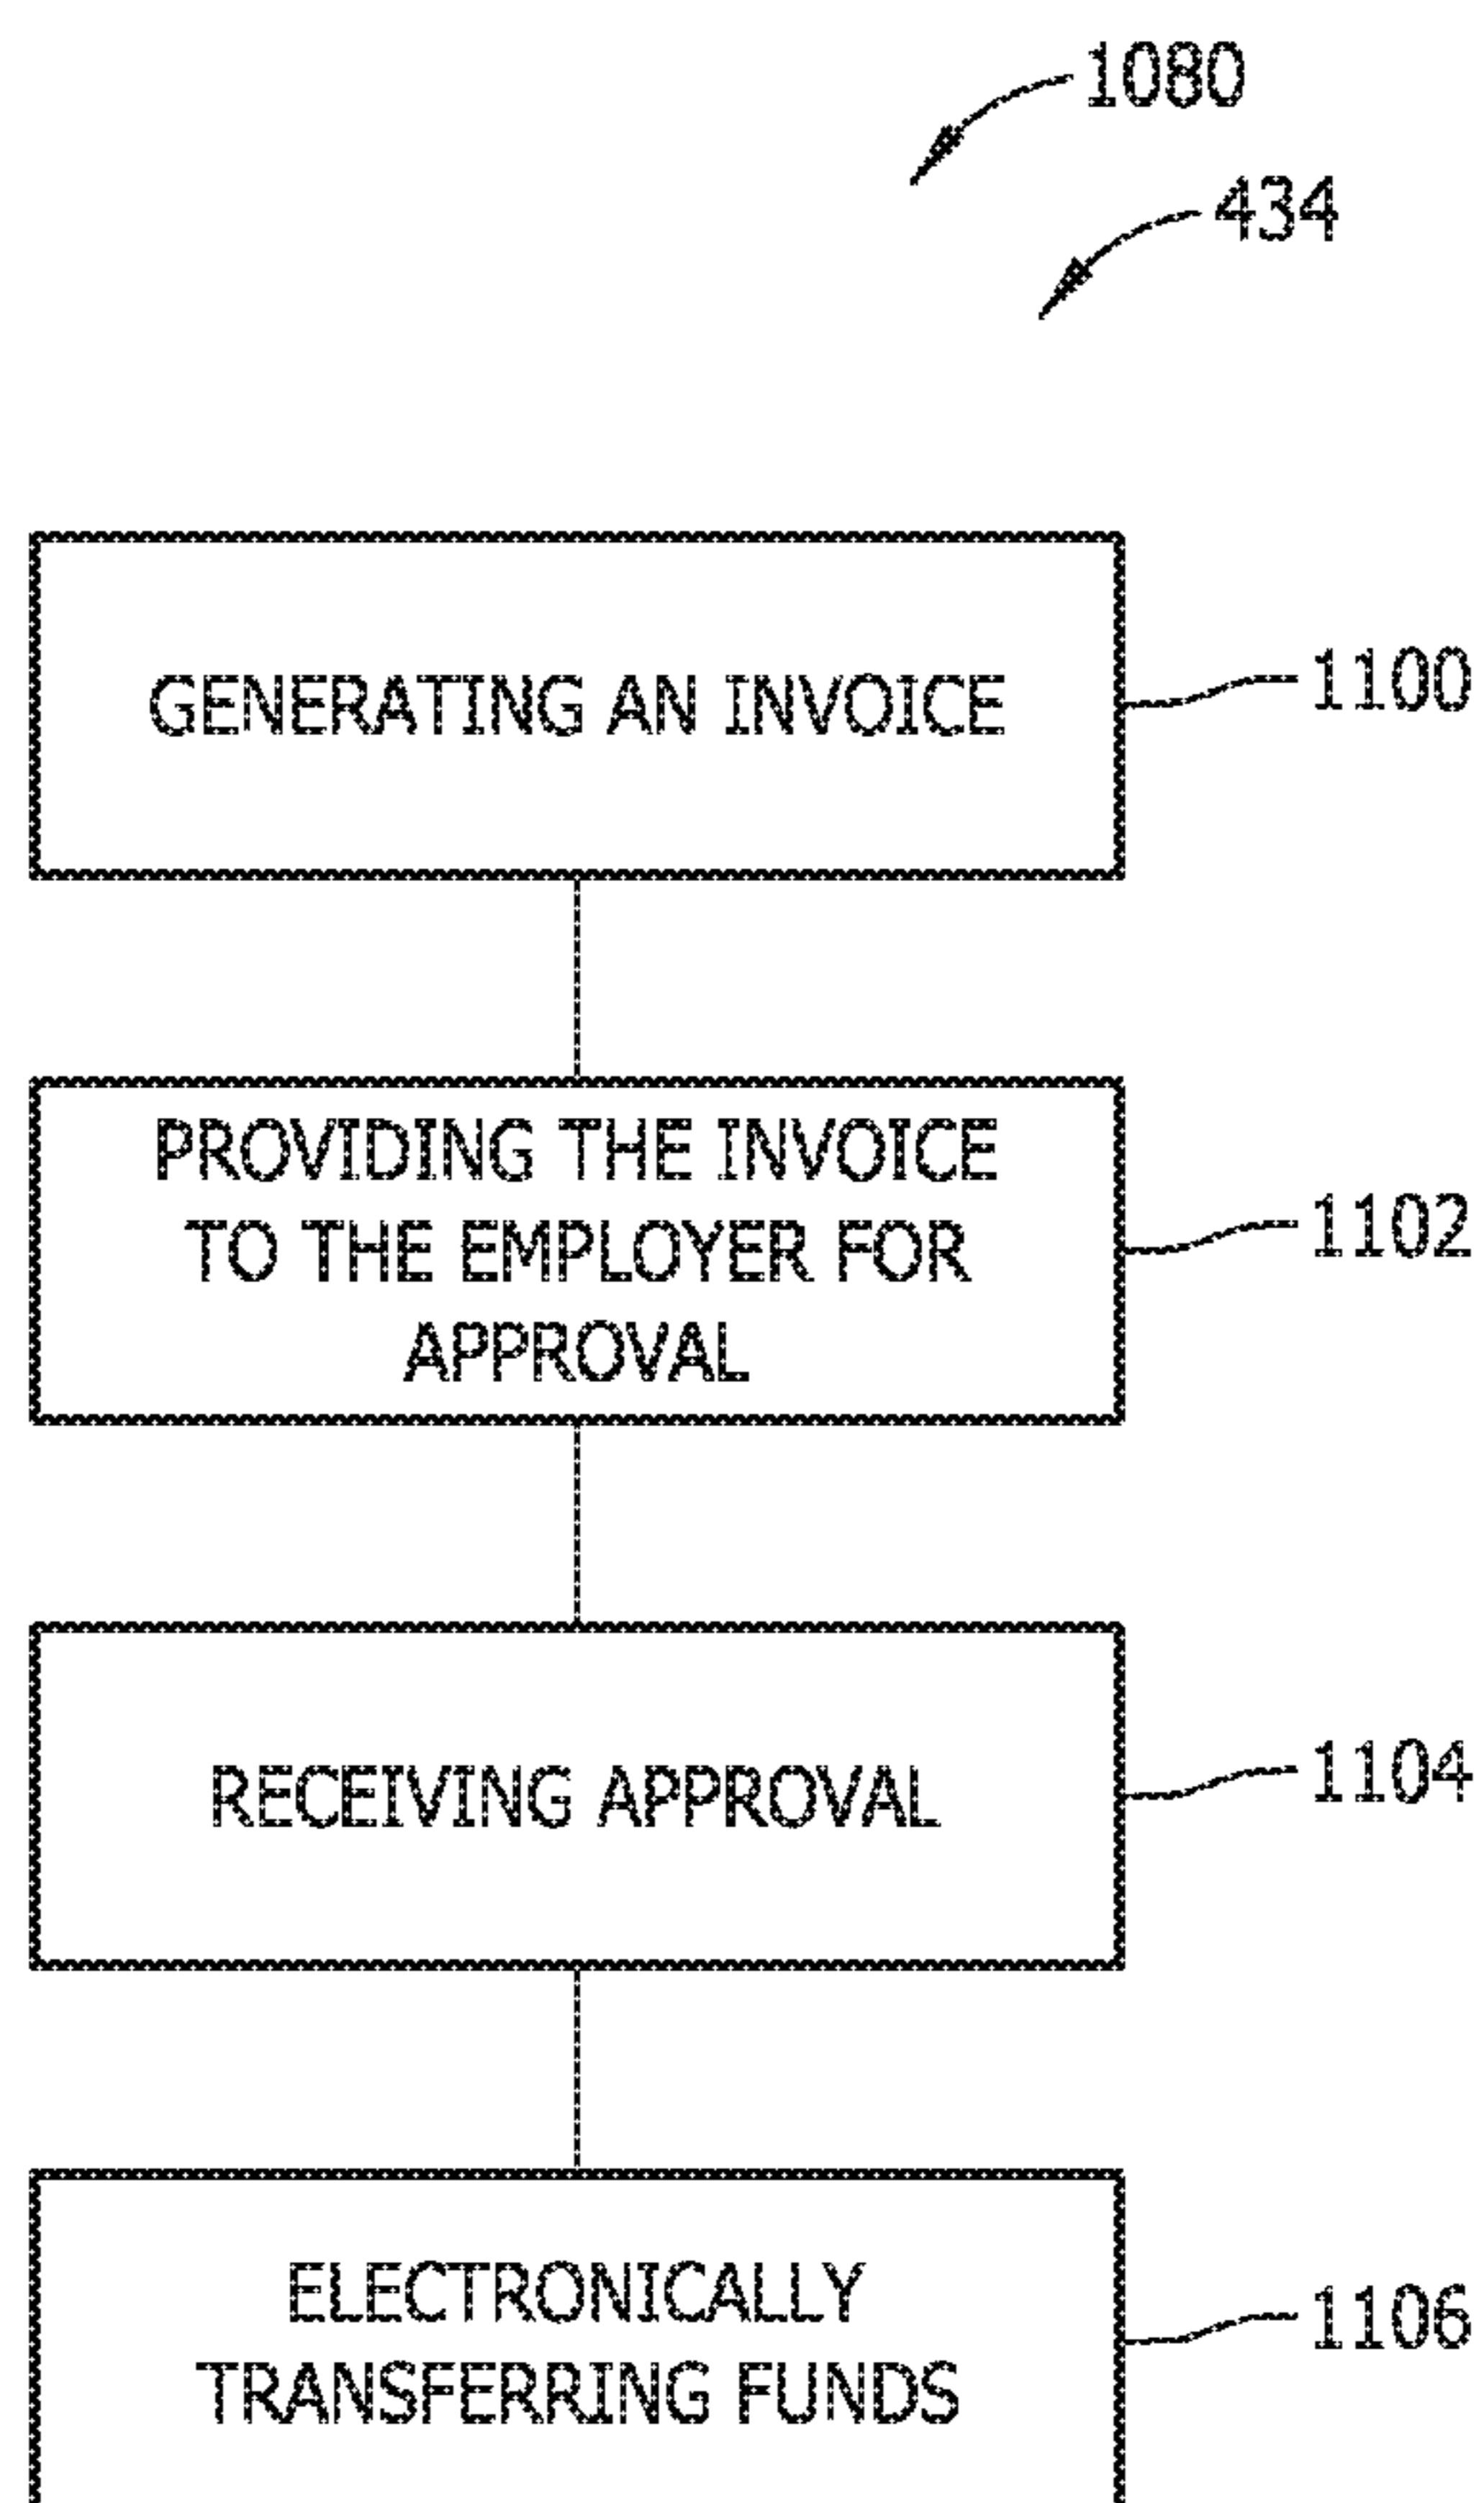 1080
434
GENERATING AN INVOICE
1100
PROVIDING THE INVOICE
TO THE EMPLOYER FOR
APPROVAL
1102
RECEIVING APPROVAL
1104
ELECTRONICALLY
TRANSFERRING FUNDS
1106